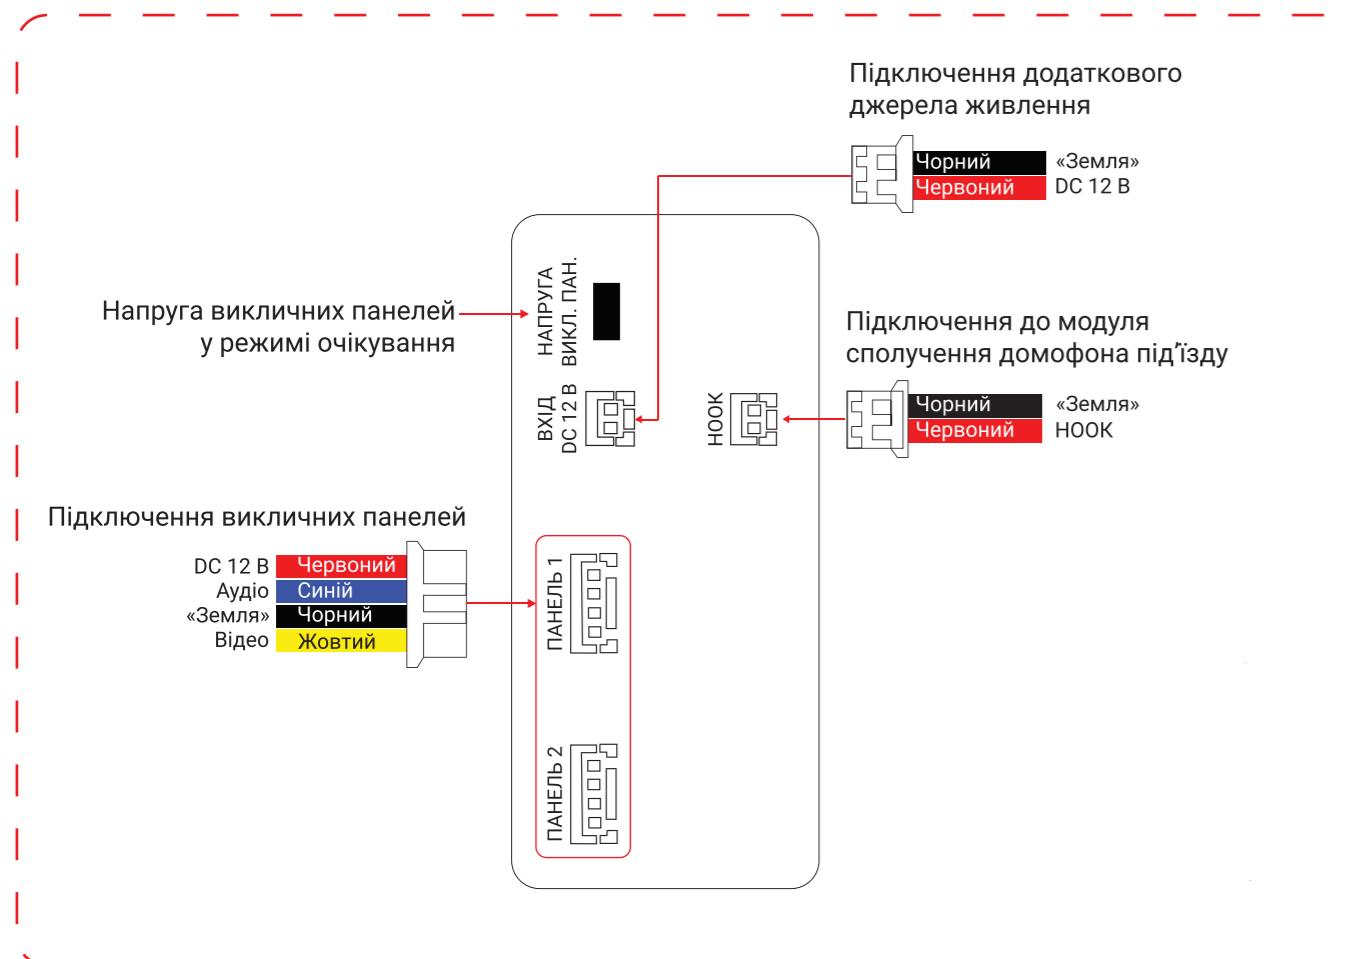 Підключення додаткового
джерела живлення
Чорний «Земля»
Червоний DC 12 В
НАПРУГА
ВИКЛ. ПАН.
Напруга викличних панелей
у режимі очікування
Підключення до модуля
сполучення домофона під’їзду
ВХІД
DC 12 В
НООК
Чорний «Земля»
Червоний НООК
Підключення викличних панелей
DC 12 В Червоний
Аудіо Синій
«Земля» Чорний
Відео Жовтий
ПАНЕЛЬ 1
ПАНЕЛЬ 2